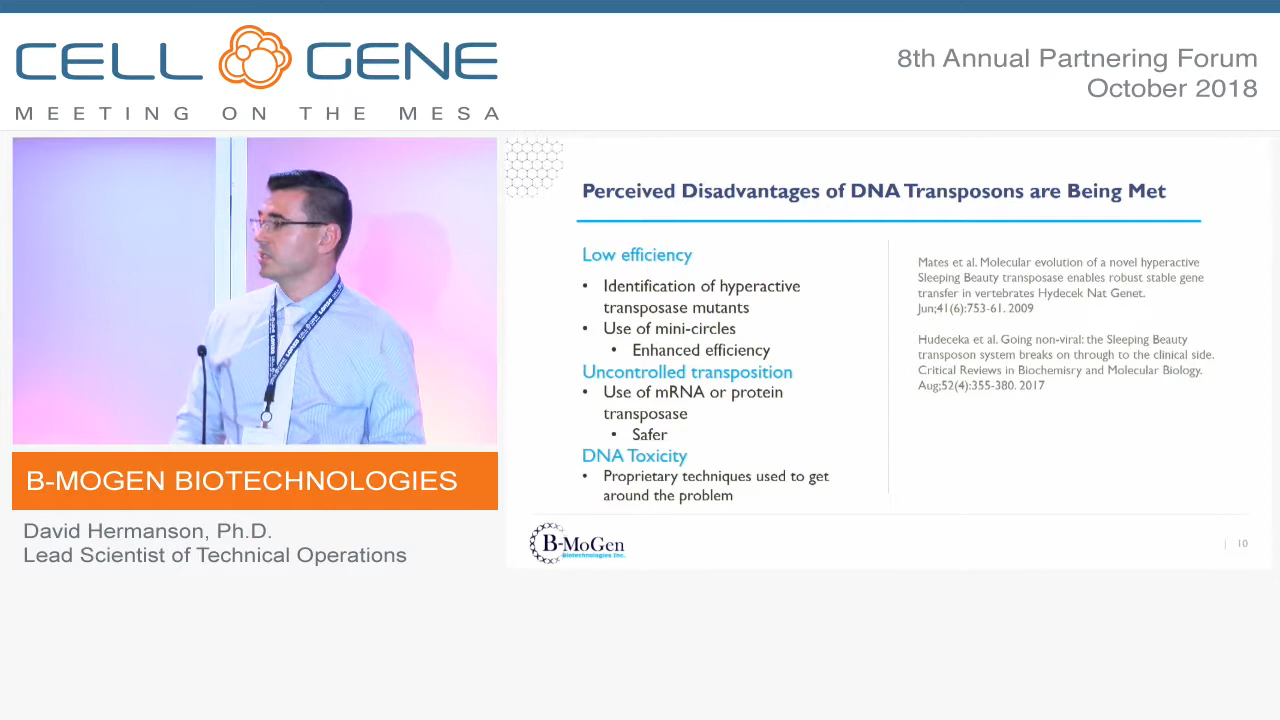 CELL GENE
MEETING ON THE MESA
8th Annual Partnering Forum
October 2018
B-MOGEN BIOTECHNOLOGIES
David Hermanson, Ph.D.
Lead Scientist of Technical Operations
Perceived Disadvantages of DNA Transposons are Being Met
Low efficiency
• Identification of hyperactive
transposase mutants
• Use of mini-circles
• Enhanced efficiency
Uncontrolled transposition
• Use of mRNA or protein
transposase
• Safer
DNA Toxicity
• Proprietary techniques used to get
around the problem
Mates et al. Molecular evolution of a novel hyperactive
Sleeping Beauty transposase enables robust stable gene
transfer in vertebrates Hydecek Nat Genet.
Jun;41(6):753-61. 2009
Hudeceka et al. Going non-viral: the Sleeping Beauty
transposon system breaks on through to the clinical side.
Critical Reviews in Biochemisry and Molecular Biology.
Aug;52(4):355-380. 2017
B-MoGen
Biotechnologies Inc.
10